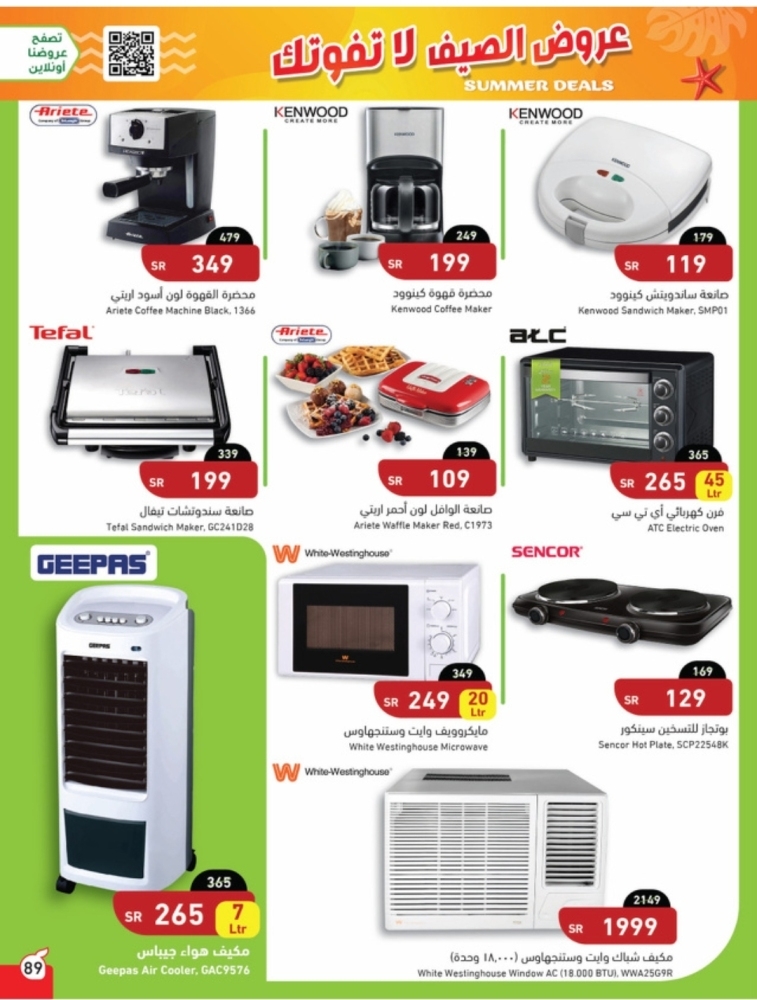 تصفح
عروضنا
أونلاين
عروض الصيف لا تفوتك
SUMMER DEALS
Ariete
479
SR 349
محضرة القهوة لون أسود اريتي
Ariete Coffee Machine Black, 1366
KENWOOD
CREATE MORE
249
SR 199
محضرة قهوة كينوود
Kenwood Coffee Maker
KENWOOD
CREATE MORE
179
SR 119
صانعة ساندويتش كينوود
Kenwood Sandwich Maker, SMP01
Tefal
339
SR 199
صانعة سندوتشات تيفال
Tefal Sandwich Maker, GC241D28
Ariete
139
SR 109
صانعة الوافل لون أحمر اريتي
Ariete Waffle Maker Red, C1973
atc
365
SR 265 45 Ltr
فرن كهربائي أي تي سي
ATC Electric Oven
GEEPAS
GEEPAS
365
SR 265 7 Ltr
مكيف هواء جيباس
Geepas Air Cooler, GAC9576
White-Westinghouse
349
SR 249 20 Ltr
مايكروويف وايت وستنجهاوس
White Westinghouse Microwave
SENCOR
169
SR 129
بوتجاز للتسخين سينكور
Sencor Hot Plate, SCP2254BK
White-Westinghouse
2149
SR 1999
مكيف شباك وايت وستنجهاوس (١٨,٠٠٠ وحدة)
White Westinghouse Window AC (18.000 BTU), WWA25G9R
89